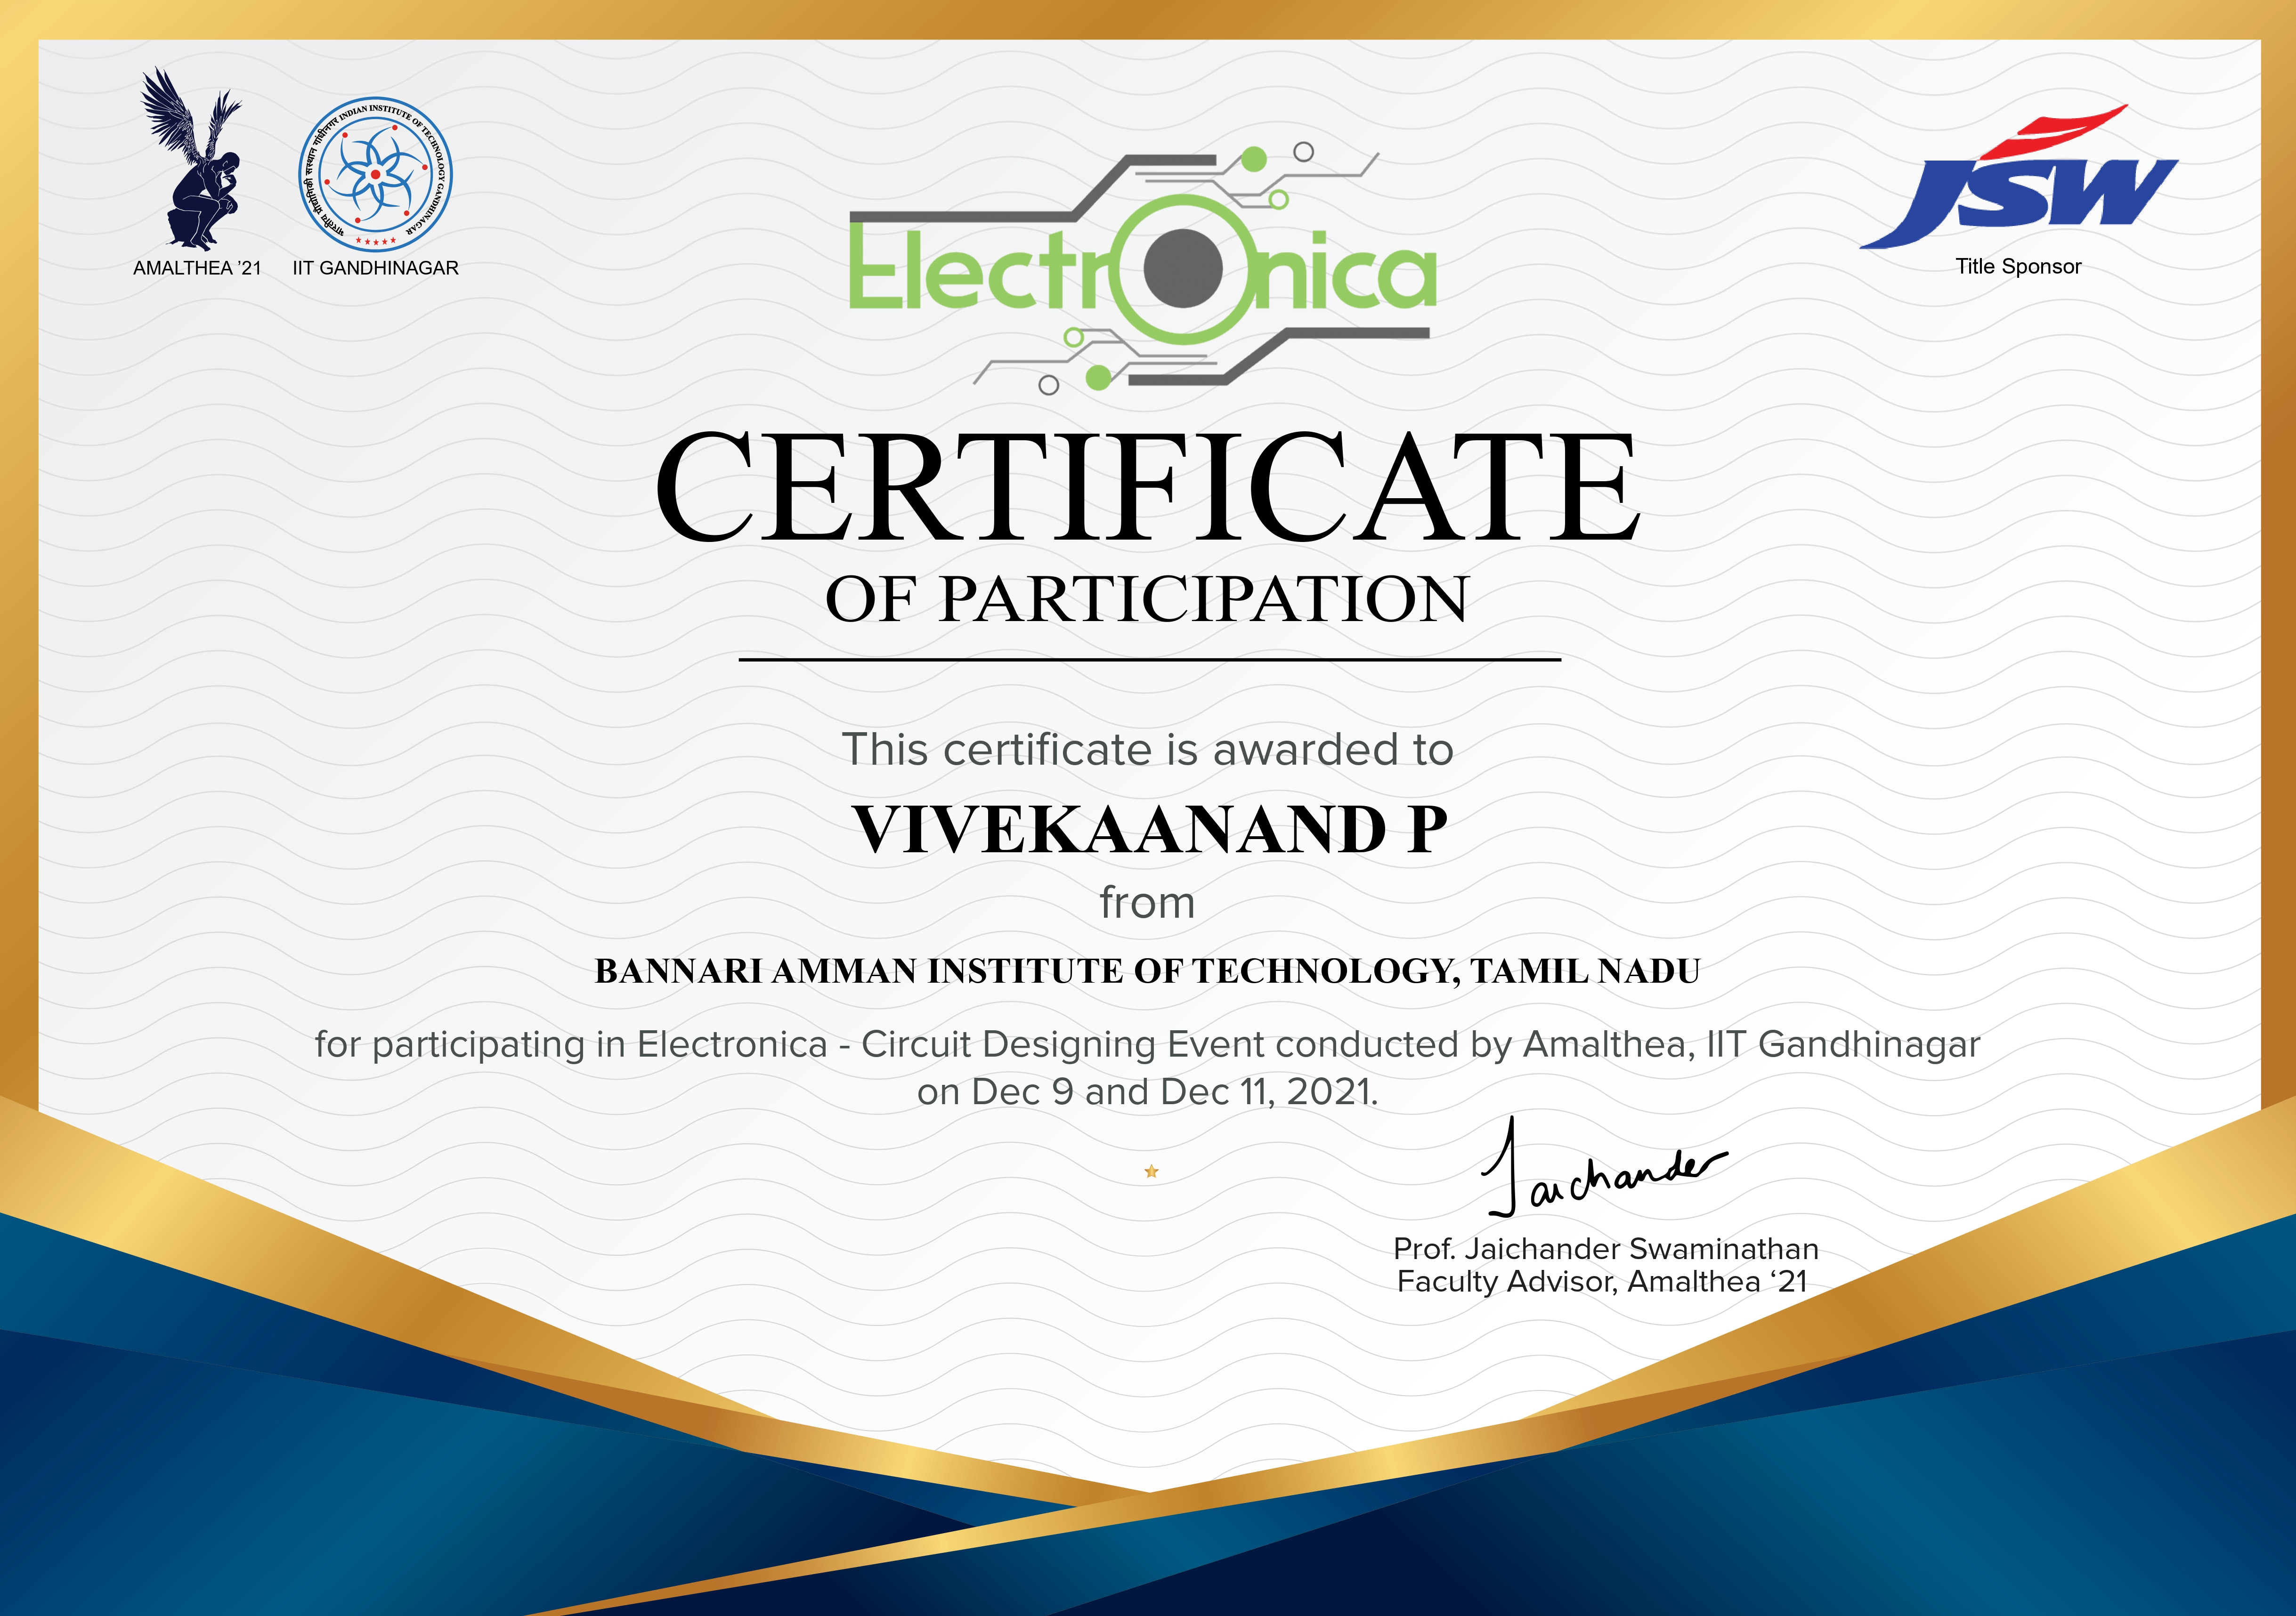 भारतीय प्रौद्योगिकी संस्थान गांधीनगर INDIAN INSTITUTE OF TECHNOLOGY GANDHINAGAR
AMALTHEA ’21
IIT GANDHINAGAR
Electronica
JSW
Title Sponsor
CERTIFICATE
OF PARTICIPATION
This certificate is awarded to
VIVEKAANAND P
from
BANNARI AMMAN INSTITUTE OF TECHNOLOGY, TAMIL NADU
for participating in Electronica - Circuit Designing Event conducted by Amalthea, IIT Gandhinagar
on Dec 9 and Dec 11, 2021.
Jaichander
Prof. Jaichander Swaminathan
Faculty Advisor, Amalthea ‘21